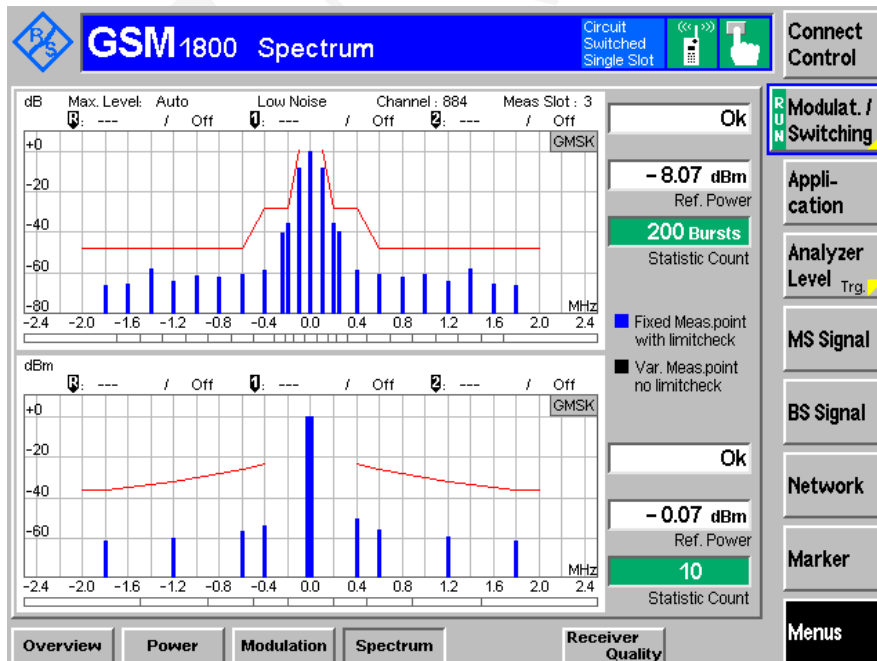 R&S
GSM 1800 Spectrum
Circuit
Switched
Single Slot
Connect
Control
dB Max. Level: Auto Low Noise Channel : 884 Meas Slot : 3
R: --- / Off 1: --- / Off 2: --- / Off
GMSK
+0
-20
-40
-60
-80
MHz
-2.4 -2.0 -1.6 -1.2 -0.8 -0.4 0.0 0.4 0.8 1.2 1.6 2.0 2.4
Ok
- 8.07 dBm
Ref. Power
200 Bursts
Statistic Count
Fixed Meas.point
with limitcheck
Var. Meas.point
no limitcheck
dBm
R: --- / Off 1: --- / Off 2: --- / Off
GMSK
+0
-20
-40
-60
MHz
-2.4 -2.0 -1.6 -1.2 -0.8 -0.4 0.0 0.4 0.8 1.2 1.6 2.0 2.4
Ok
- 0.07 dBm
Ref. Power
10
Statistic Count
RUN
Modulat. /
Switching
Appli-
cation
Analyzer
Level Trg.
MS Signal
BS Signal
Network
Marker
Menus
Overview Power Modulation Spectrum Receiver
Quality